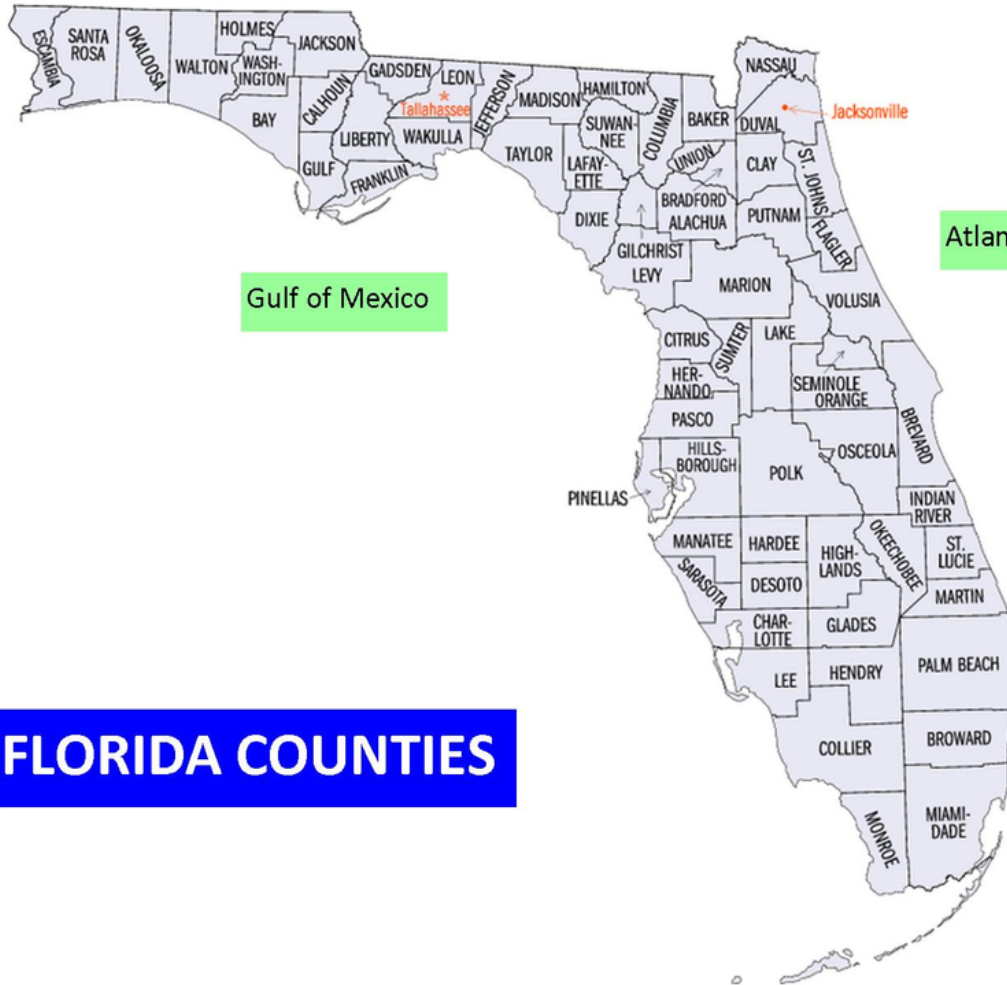 ESCAMBIA
SANTA
ROSA
OKALOOSA
WALTON
HOLMES
WASH-
INGTON
JACKSON
BAY
CALHOUN
GULF
GADSDEN
LIBERTY
FRANKLIN
LEON
Tallahassee
WAKULLA
JEFFERSON
MADISON
TAYLOR
HAMILTON
SUWAN-
NEE
LAFAY-
ETTE
DIXIE
COLUMBIA
BAKER
NASSAU
DUVAL
Jacksonville
UNION
CLAY
ST. JOHNS
BRADFORD
ALACHUA
PUTNAM
FLAGLER
GILCHRIST
LEVY
MARION
VOLUSIA
Atlan
Gulf of Mexico
CITRUS
SUMTER
LAKE
HER-
NANDO
SEMINOLE
ORANGE
PASCO
BREVARD
HILLS-
BOROUGH
POLK
OSCEOLA
PINELLAS
INDIAN
RIVER
MANATEE
HARDEE
HIGH-
LANDS
OKEECHOBEE
ST.
LUCIE
SARASOTA
DESOTO
MARTIN
CHAR-
LOTTE
GLADES
LEE
HENDRY
PALM BEACH
FLORIDA COUNTIES
COLLIER
BROWARD
MONROE
MIAMI-
DADE